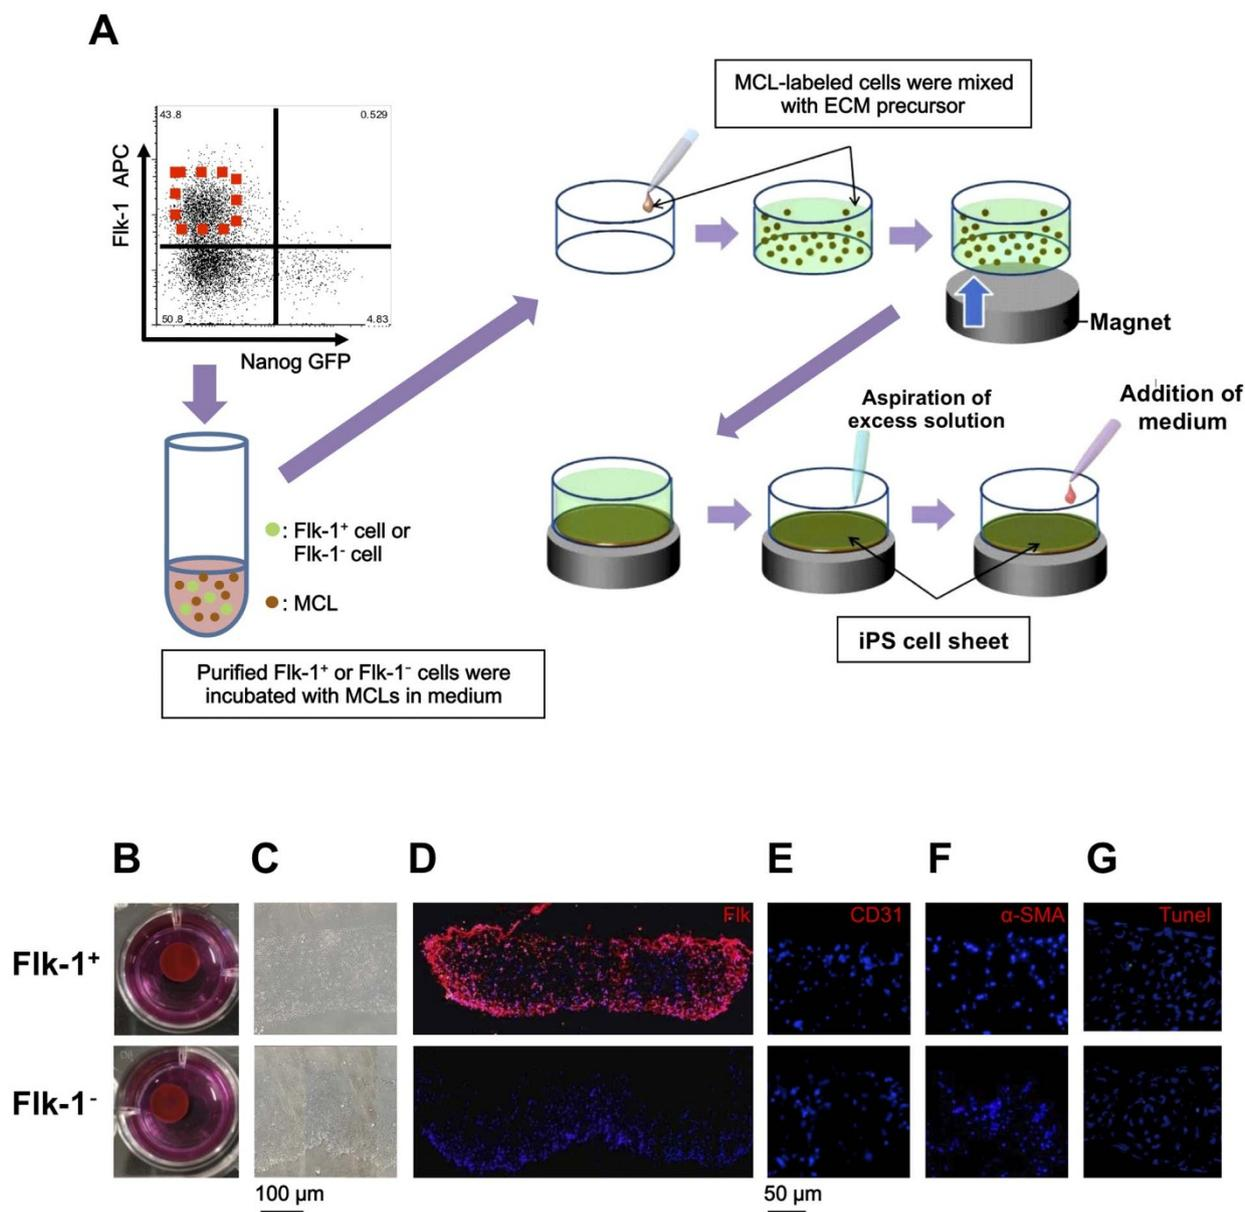 A
43.8
0.529
Flk-1 APC
50.8
4.83
Nanog GFP
MCL-labeled cells were mixed
with ECM precursor
Magnet
Aspiration of
excess solution
Addition of
medium
: Flk-1⁺ cell or
Flk-1⁻ cell
: MCL
iPS cell sheet
Purified Flk-1⁺ or Flk-1⁻ cells were
incubated with MCLs in medium
B
C
D
E
F
G
Flk-1⁺
Flk
CD31
α-SMA
Tunel
Flk-1⁻
100 µm
50 µm